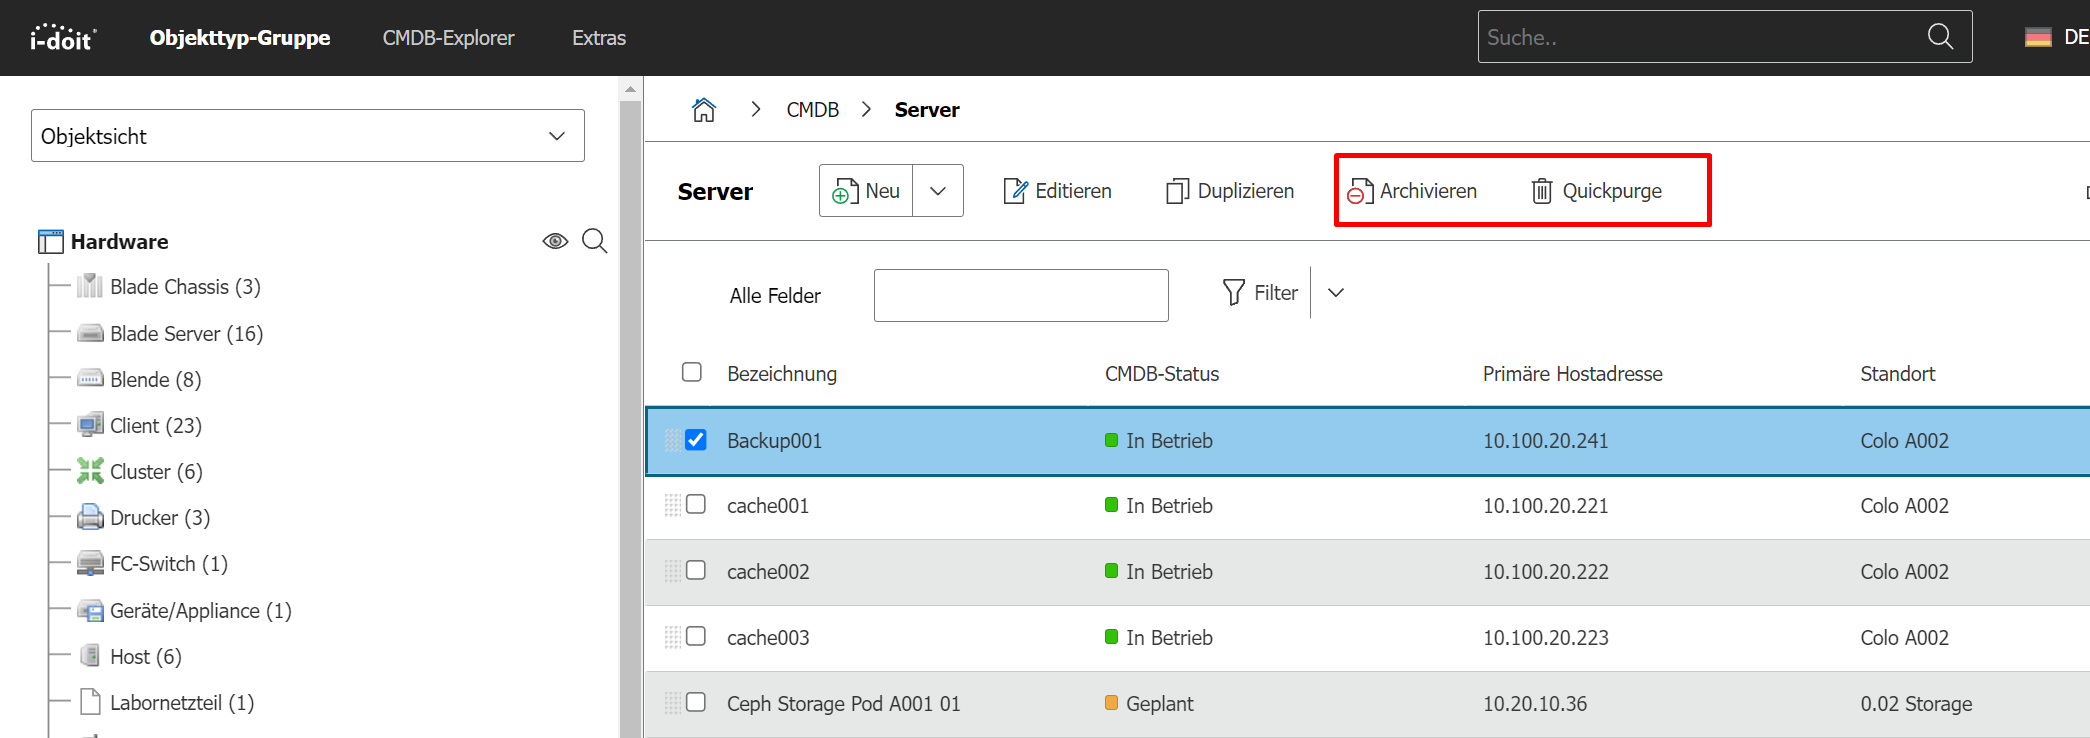 i-doit Objekttyp-Gruppe CMDB-Explorer Extras Suche.. DE
Objektsicht
CMDB Server
Server Neu Editieren Duplizieren Archivieren Quickpurge
Hardware
Blade Chassis (3)
Blade Server (16)
Blende (8)
Client (23)
Cluster (6)
Drucker (3)
FC-Switch (1)
Geräte/Appliance (1)
Host (6)
Labornetzteil (1)
Alle Felder Filter
Bezeichnung CMDB-Status Primäre Hostadresse Standort
Backup001 In Betrieb 10.100.20.241 Colo A002
cache001 In Betrieb 10.100.20.221 Colo A002
cache002 In Betrieb 10.100.20.222 Colo A002
cache003 In Betrieb 10.100.20.223 Colo A002
Ceph Storage Pod A001 01 Geplant 10.20.10.36 0.02 Storage